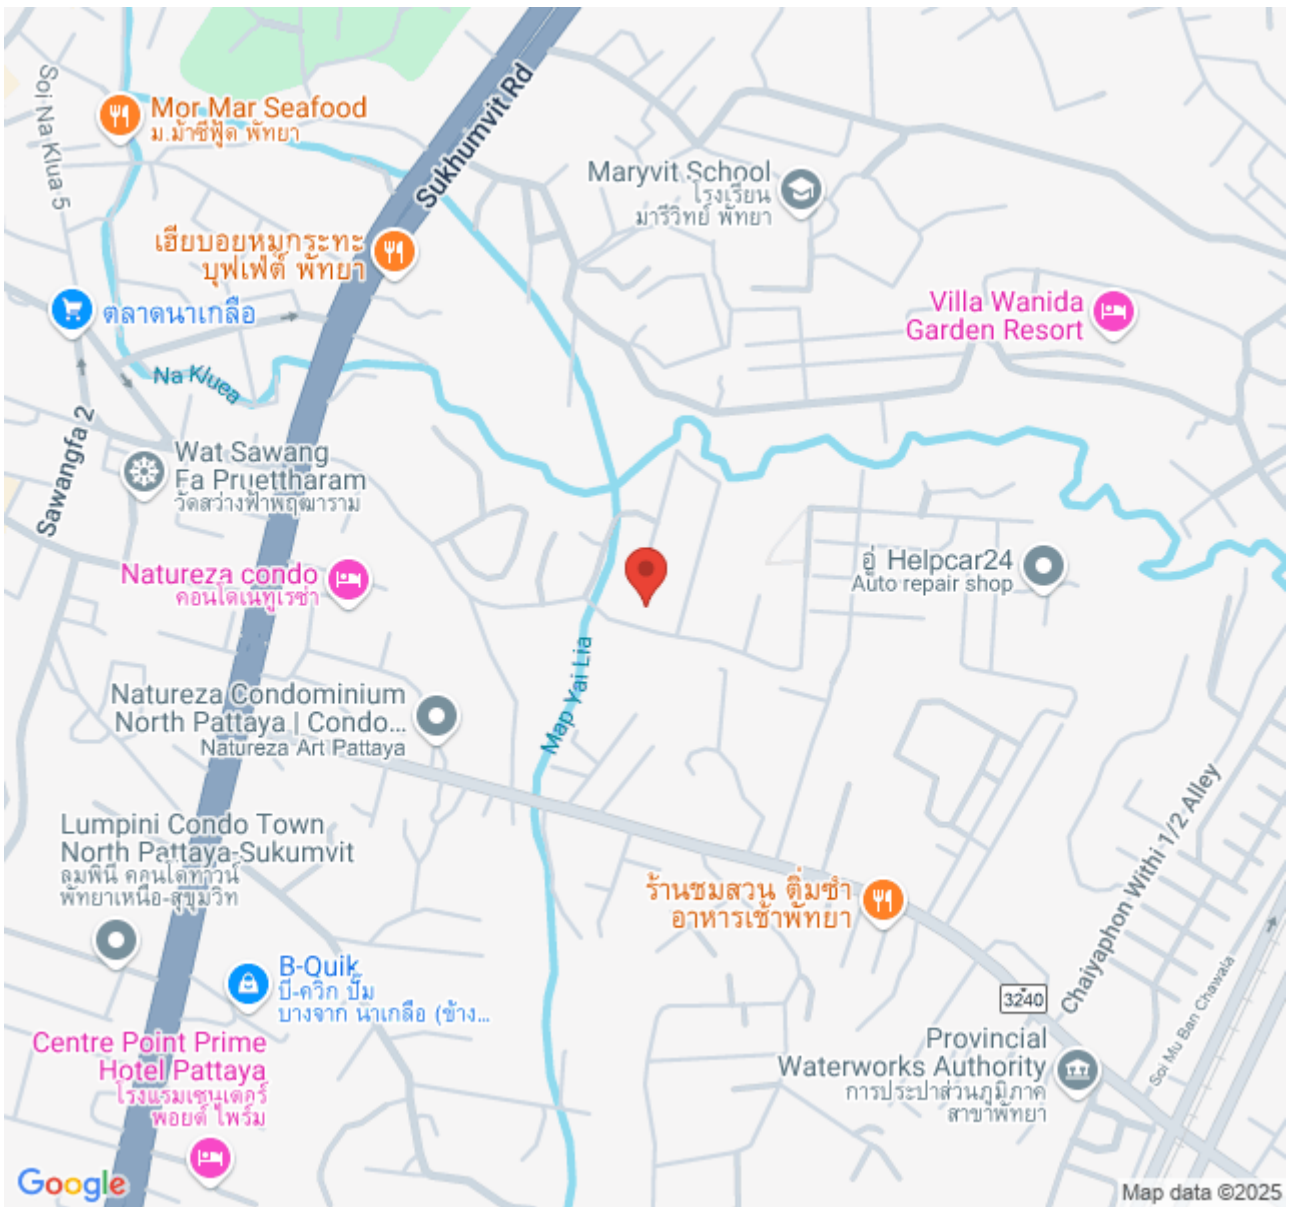 Soi Na Klua 5
Mor Mar Seafood
ม.ม้าซีฟู้ด พัทยา
Sukhumvit Rd
Maryvit School
โรงเรียน
มารีวิทย์ พัทยา
เฮียบอยหมูกระทะ
บุฟเฟ่ต์ พัทยา
ตลาดนาเกลือ
Villa Wanida
Garden Resort
Na Kluea
Sawangfa 2
Wat Sawang
Fa Pruettharam
วัดสว่างฟ้าพฤฒาราม
Natureza condo
คอนโดเนทูเรซ่า
อู่ Helpcar24
Auto repair shop
Map Yai Lia
Natureza Condominium
North Pattaya | Condo...
Natureza Art Pattaya
Lumpini Condo Town
North Pattaya-Sukumvit
ลุมพินี คอนโดทาวน์
พัทยาเหนือ-สุขุมวิท
Chaiyaphon Withi 1/2 Alley
ร้านชมสวน ติ่มซำ
อาหารเช้าพัทยา
B-Quik
บี-ควิก ปั๊ม
บางจาก นาเกลือ (ข้าง...
3240
Soi Mu Ban Chawala
Centre Point Prime
Hotel Pattaya
โรงแรมเซนเตอร์
พอยต์ ไพร์ม
Provincial
Waterworks Authority
การประปาส่วนภูมิภาค
สาขาพัทยา
Google
Map data ©2025